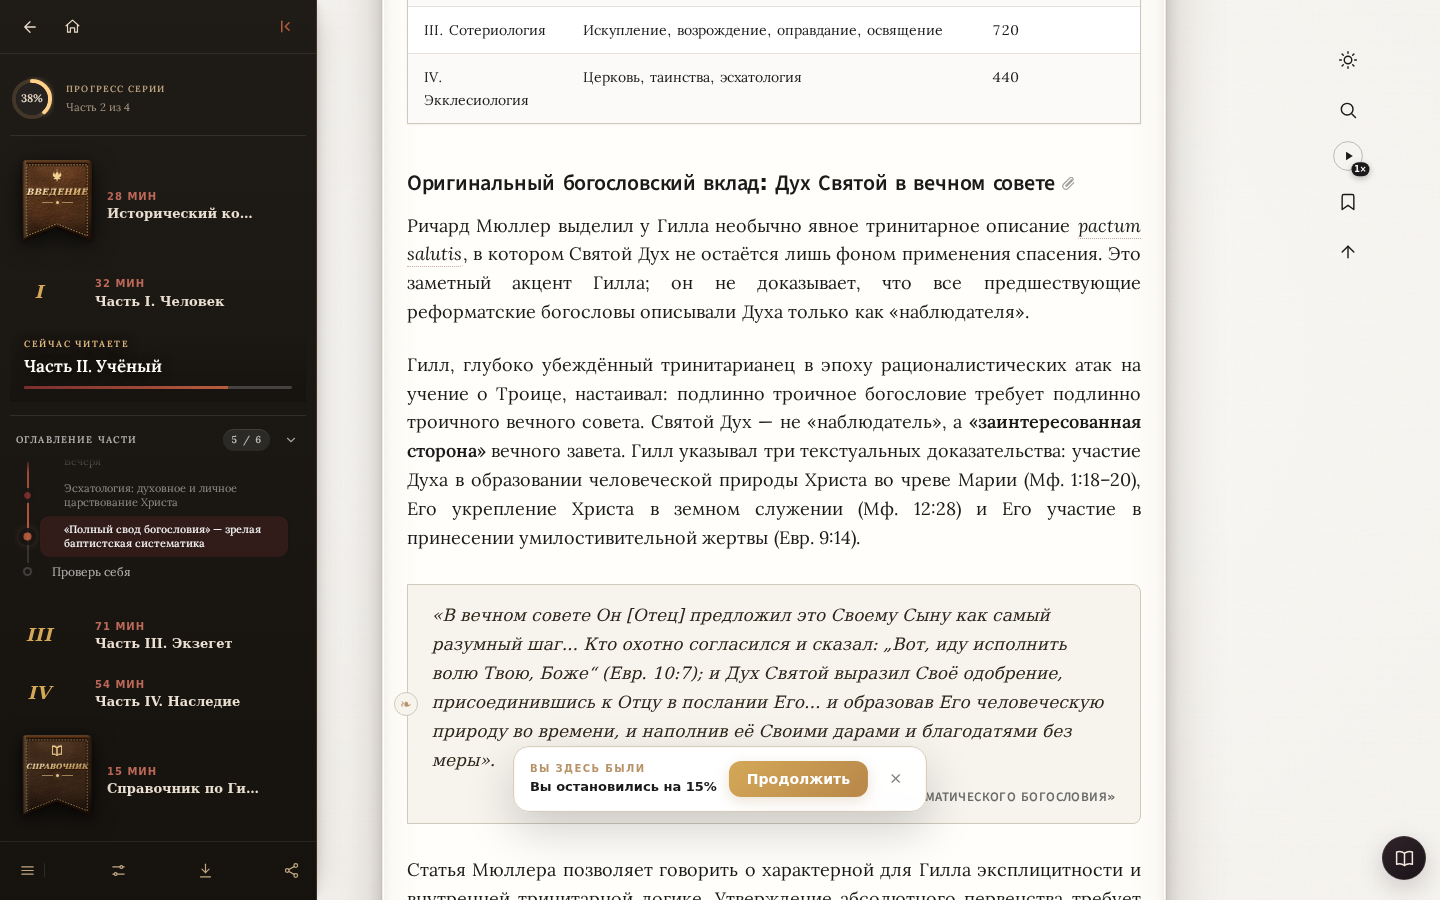 38%
ПРОГРЕСС СЕРИИ
Часть 2 из 4
ВВЕДЕНИЕ
28 МИН
Исторический ко...
I
32 МИН
Часть I. Человек
СЕЙЧАС ЧИТАЕТЕ
Часть II. Учёный
ОГЛАВЛЕНИЕ ЧАСТИ
5 / 6
Вечеря
Эсхатология: духовное и личное
царствование Христа
«Полный свод богословия» — зрелая
баптистская систематика
Проверь себя
III
71 МИН
Часть III. Экзегет
IV
54 МИН
Часть IV. Наследие
СПРАВОЧНИК
15 МИН
Справочник по Ги...
III. Сотериология Искупление, возрождение, оправдание, освящение 720
IV. Церковь, таинства, эсхатология 440
Экклесиология
Оригинальный богословский вклад: Дух Святой в вечном совете
Ричард Мюллер выделил у Гилла необычно явное тринитарное описание pactum
salutis, в котором Святой Дух не остаётся лишь фоном применения спасения. Это
заметный акцент Гилла; он не доказывает, что все предшествующие
реформатские богословы описывали Духа только как «наблюдателя».
Гилл, глубоко убеждённый тринитарианец в эпоху рационалистических атак на
учение о Троице, настаивал: подлинно троичное богословие требует подлинно
троичного вечного совета. Святой Дух — не «наблюдатель», а «заинтересованная
сторона» вечного завета. Гилл указывал три текстуальных доказательства: участие
Духа в образовании человеческой природы Христа во чреве Марии (Мф. 1:18–20),
Его укрепление Христа в земном служении (Мф. 12:28) и Его участие в
принесении умилостивительной жертвы (Евр. 9:14).
«В вечном совете Он [Отец] предложил это Своему Сыну как самый
разумный шаг... Кто охотно согласился и сказал: „Вот, иду исполнить
волю Твою, Боже“ (Евр. 10:7); и Дух Святой выразил Своё одобрение,
присоединившись к Отцу в послании Его... и образовав Его человеческую
природу во времени, и наполнив её Своими дарами и благодатями без
меры».
МАТИЧЕСКОГО БОГОСЛОВИЯ»
ВЫ ЗДЕСЬ БЫЛИ
Вы остановились на 15%
Продолжить
Статья Мюллера позволяет говорить о характерной для Гилла эксплицитности и
внутренней тринитарной логике. Утверждение абсолютного первенства требует
1×